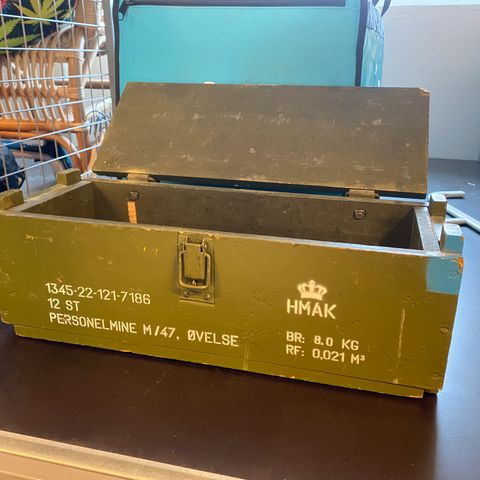 1345-22-121-7186
12 ST
PERSONELMINE M/47, ØVELSE
HMAK
BR: 8.0 KG
RF: 0,021 M³